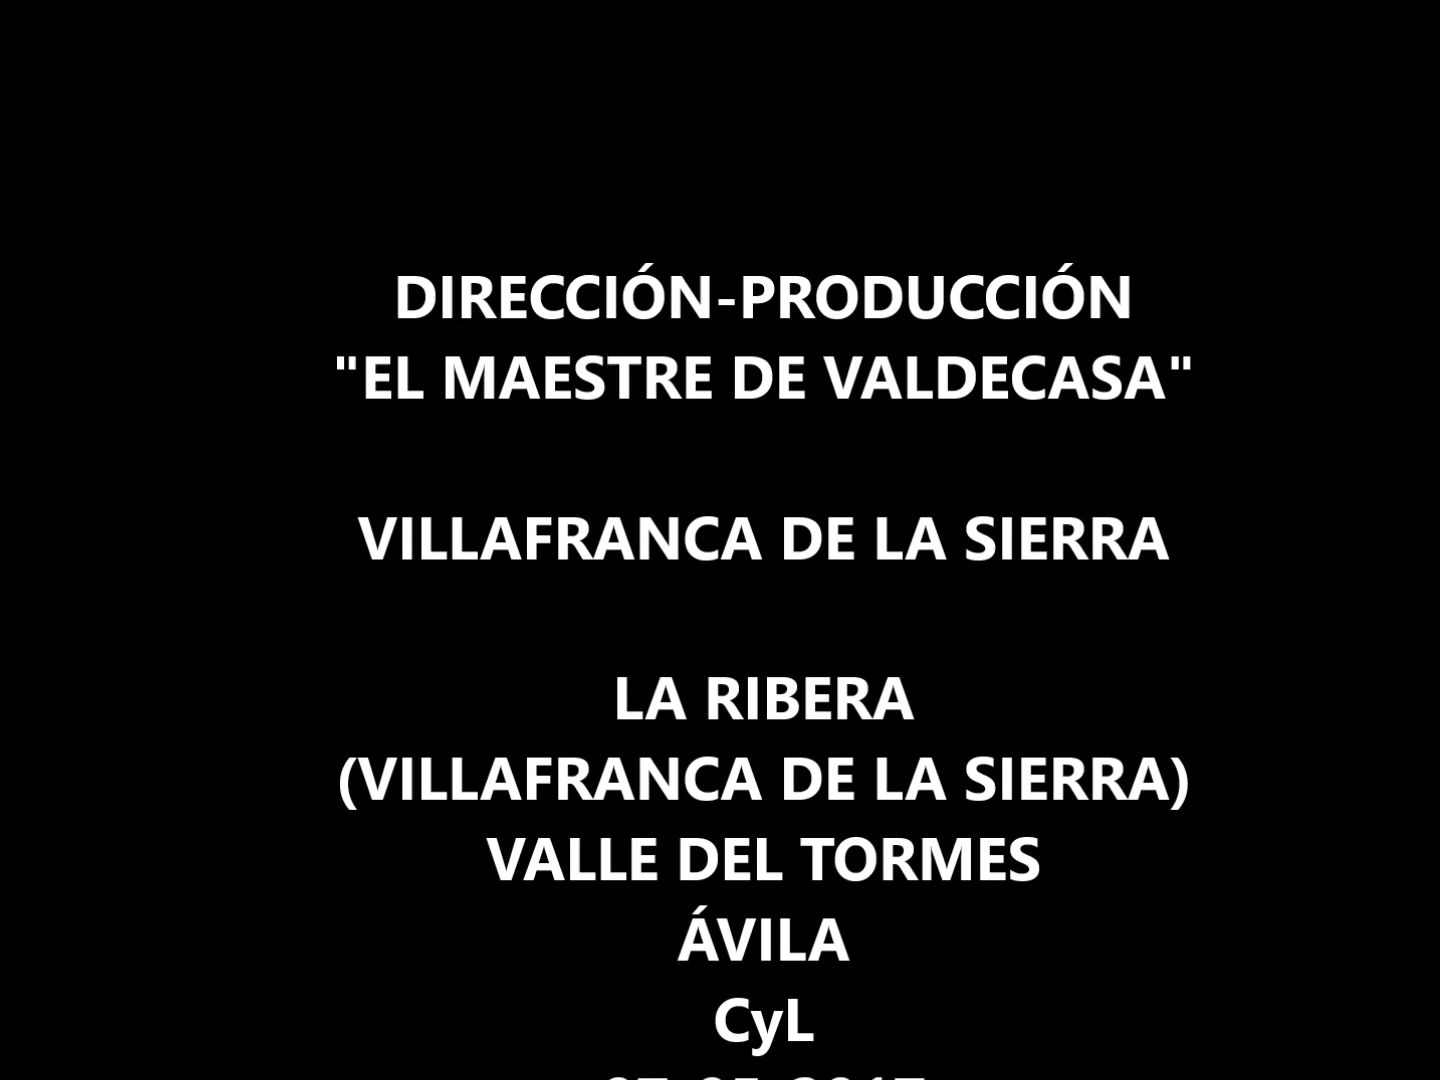 DIRECCIÓN-PRODUCCIÓN
"EL MAESTRE DE VALDECASA"
VILLAFRANCA DE LA SIERRA
LA RIBERA
(VILLAFRANCA DE LA SIERRA)
VALLE DEL TORMES
ÁVILA
CyL